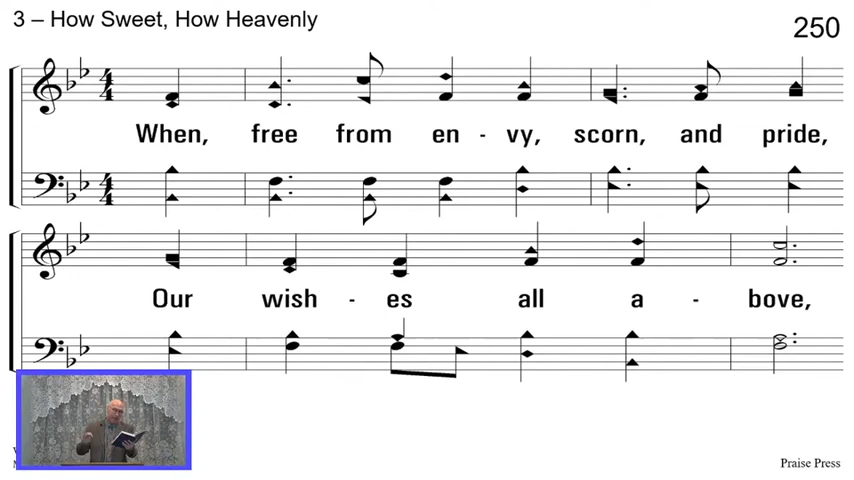 3 – How Sweet, How Heavenly
250
When, free from en - vy, scorn, and pride,
Our wish - es all a - bove,
Praise Press